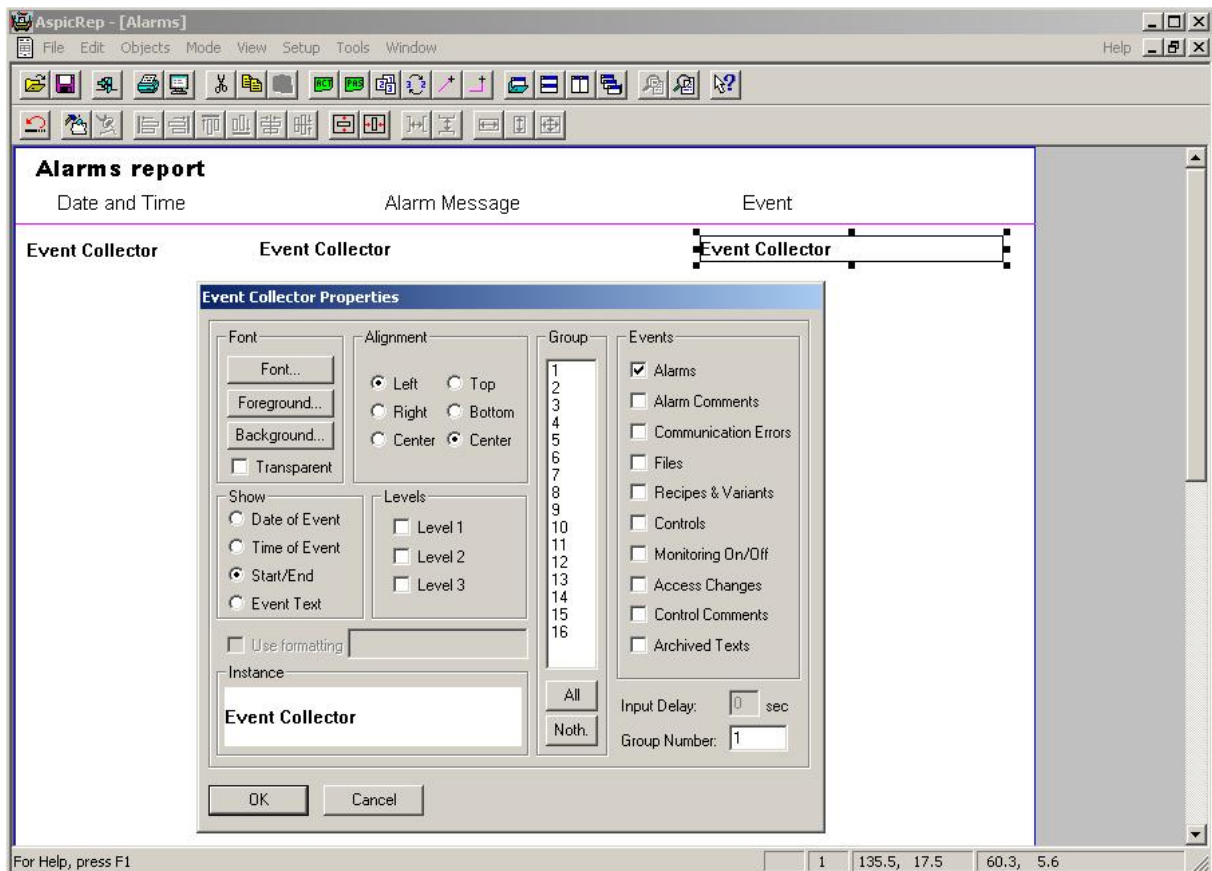 AspicRep - [Alarms]
File Edit Objects Mode View Setup Tools Window Help
ACT PAS
Alarms report
Date and Time Alarm Message Event
Event Collector Event Collector Event Collector
Event Collector Properties
Font
Font...
Foreground...
Background...
Transparent
Alignment
Left Top
Right Bottom
Center Center
Group
1
2
3
4
5
6
7
8
9
10
11
12
13
14
15
16
All
Noth.
Events
Alarms
Alarm Comments
Communication Errors
Files
Recipes & Variants
Controls
Monitoring On/Off
Access Changes
Control Comments
Archived Texts
Show
Date of Event
Time of Event
Start/End
Event Text
Levels
Level 1
Level 2
Level 3
Use formatting
Instance
Event Collector
Input Delay: 0 sec
Group Number: 1
OK Cancel
For Help, press F1 1 135.5, 17.5 60.3, 5.6